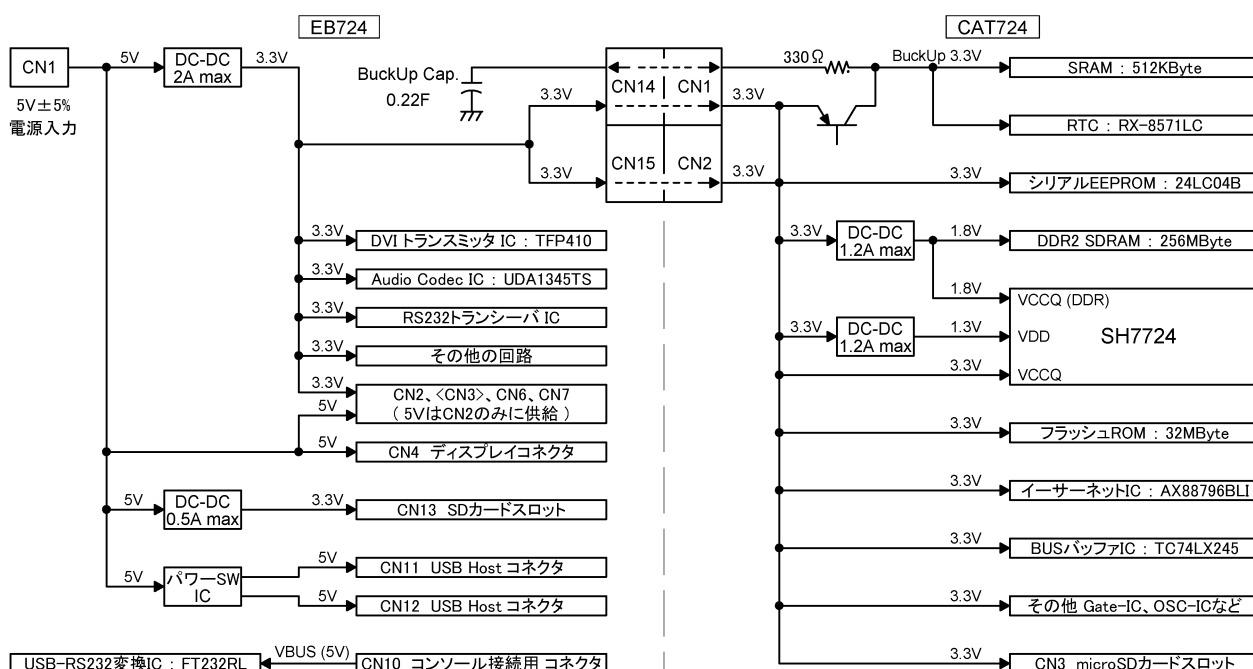 EB724
CAT724
CN1
5V
DC-DC
2A max
3.3V
5V±5%
電源入力
BuckUp Cap.
0.22F
3.3V
3.3V
CN14
CN1
CN15
CN2
3.3V
3.3V
330Ω
BuckUp 3.3V
SRAM : 512KByte
RTC : RX-8571LC
3.3V
シリアルEEPROM : 24LC04B
3.3V
DC-DC
1.2A max
1.8V
DDR2 SDRAM : 256MByte
1.8V
VCCQ (DDR)
3.3V
DC-DC
1.2A max
1.3V
VDD
SH7724
3.3V
VCCQ
3.3V
フラッシュROM : 32MByte
3.3V
イーサーネットIC : AX88796BLI
3.3V
BUSバッファIC : TC74LX245
3.3V
その他 Gate-IC、OSC-ICなど
3.3V
CN3 microSDカードスロット
3.3V
DVI トランスミッタ IC : TFP410
3.3V
Audio Codec IC : UDA1345TS
3.3V
RS232トランシーバ IC
3.3V
その他の回路
3.3V
5V
CN2、<CN3>、CN6、CN7
( 5VはCN2のみに供給 )
5V
CN4 ディスプレイコネクタ
5V
DC-DC
0.5A max
3.3V
CN13 SDカードスロット
5V
パワーSW
IC
5V
CN11 USB Host コネクタ
5V
CN12 USB Host コネクタ
USB-RS232変換IC : FT232RL
VBUS (5V)
CN10 コンソール接続用 コネクタ